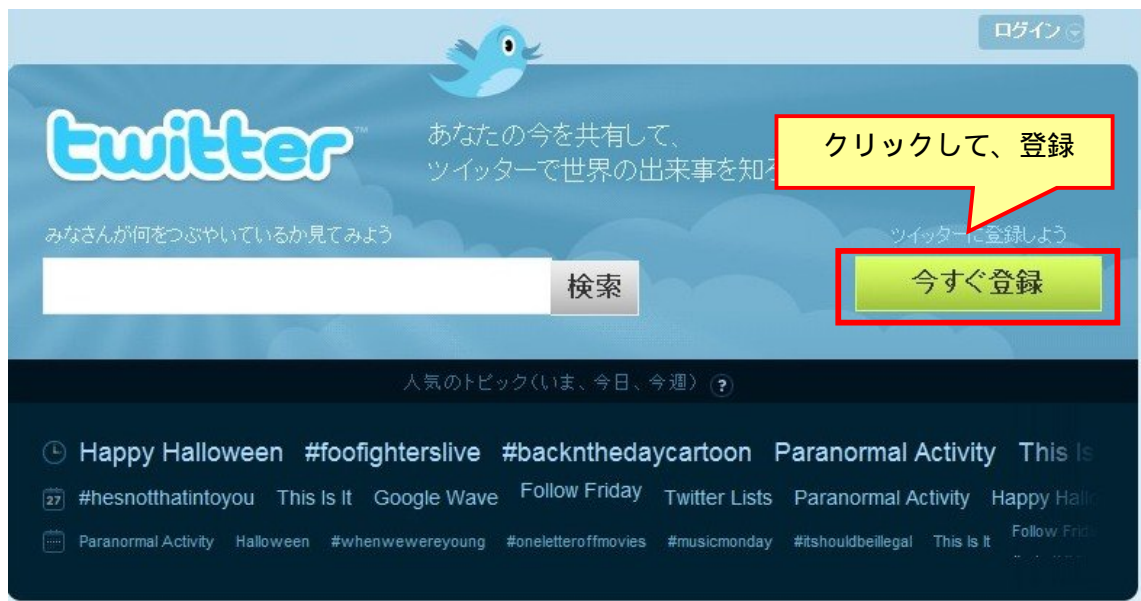 ログイン
twitter™
あなたの今を共有して、
ツイッターで世界の出来事を知
クリックして、登録
みなさんが何をつぶやいているか見てみよう
ツイッターに登録しよう
検索
今すぐ登録
人気のトピック(いま、今日、今週) ?
Happy Halloween #foofighterslive #backnthedaycartoon Paranormal Activity This Is
27 #hesnotthatintoyou This Is It Google Wave Follow Friday Twitter Lists Paranormal Activity Happy
Paranormal Activity Halloween #whenwewereyoung #oneletteroffmovies #musicmonday #itshouldbeillegal This Is It Follow